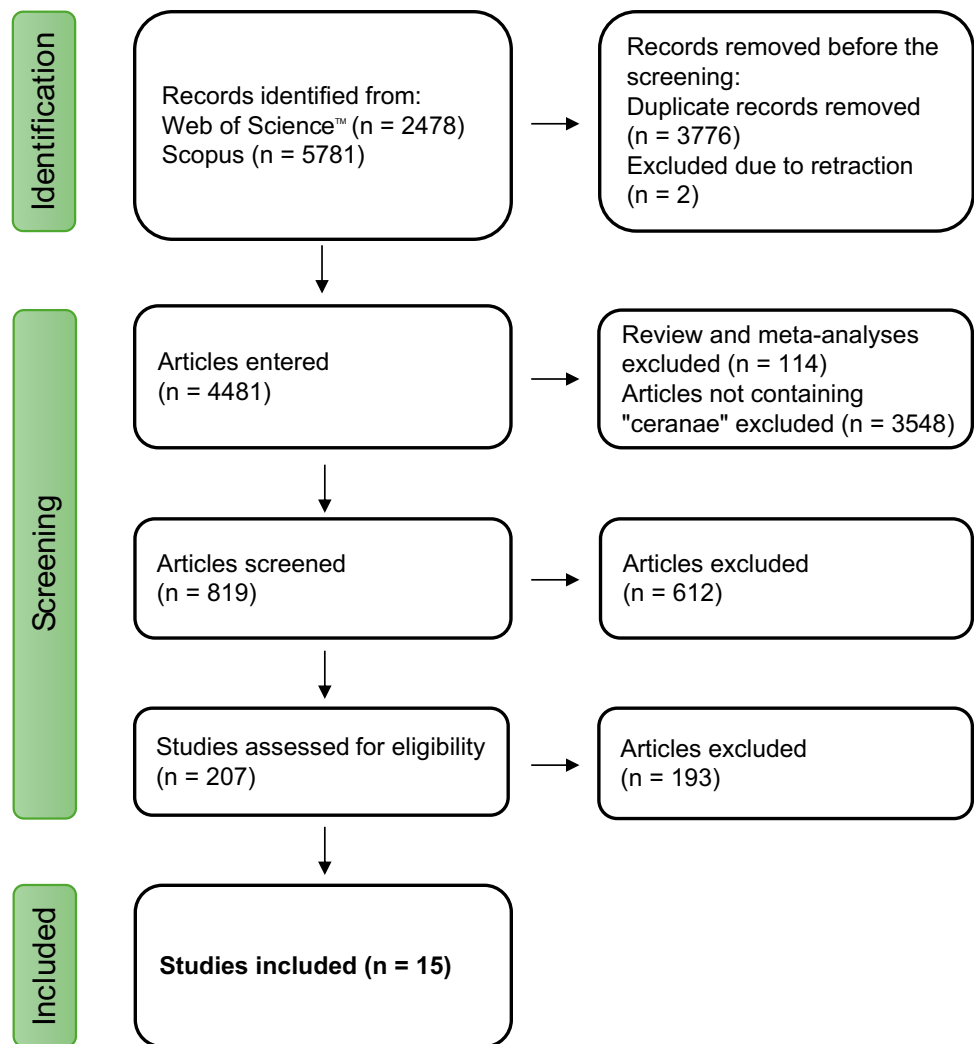 Identification
Records identified from:
Web of Science™ (n = 2478)
Scopus (n = 5781)
Records removed before the
screening:
Duplicate records removed
(n = 3776)
Excluded due to retraction
(n = 2)
Screening
Articles entered
(n = 4481)
Review and meta-analyses
excluded (n = 114)
Articles not containing
"ceranae" excluded (n = 3548)
Articles screened
(n = 819)
Articles excluded
(n = 612)
Studies assessed for eligibility
(n = 207)
Articles excluded
(n = 193)
Included
Studies included (n = 15)